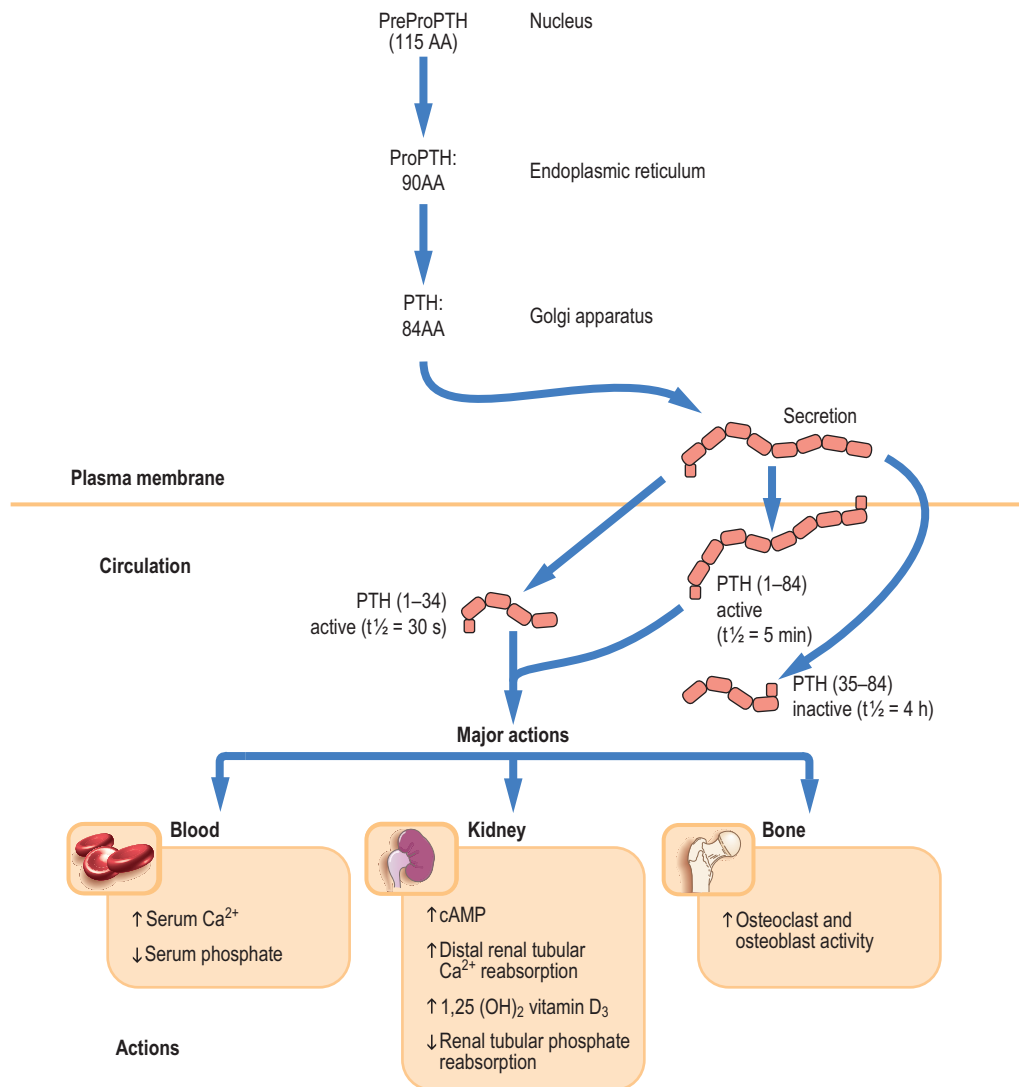 PreProPTH
(115 AA)
Nucleus
ProPTH:
90AA
Endoplasmic reticulum
PTH:
84AA
Golgi apparatus
Secretion
Plasma membrane
Circulation
PTH (1–34)
active (t½ = 30 s)
PTH (1–84)
active
(t½ = 5 min)
PTH (35–84)
inactive (t½ = 4 h)
Major actions
Blood
↑ Serum Ca²⁺
↓ Serum phosphate
Kidney
↑ cAMP
↑ Distal renal tubular
Ca²⁺ reabsorption
↑ 1,25 (OH)₂ vitamin D₃
↓ Renal tubular phosphate
reabsorption
Bone
↑ Osteoclast and
osteoblast activity
Actions